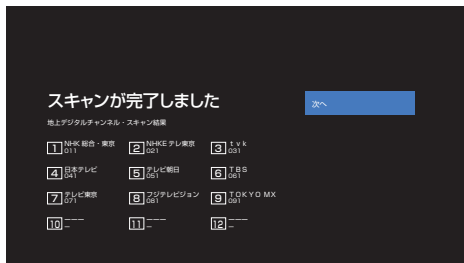 スキャンが完了しました
次へ
地上デジタルチャンネル・スキャン結果
1 NHK総合・東京 011
2 NHKEテレ東京 021
3 ｔｖｋ 031
4 日本テレビ 041
5 テレビ朝日 051
6 ＴＢＳ 061
7 テレビ東京 071
8 フジテレビジョン 081
9 ＴＯＫＹＯ ＭＸ 091
10 −−− −
11 −−− −
12 −−− −